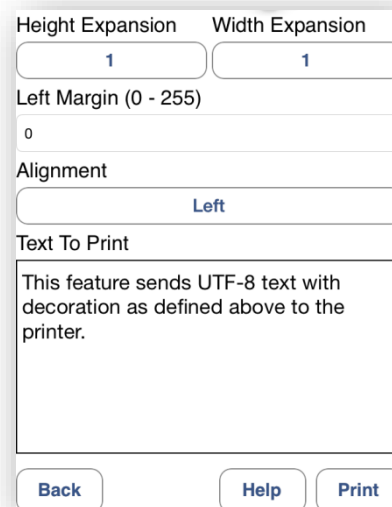 Height Expansion Width Expansion
1 1
Left Margin (0 - 255)
0
Alignment
Left
Text To Print
This feature sends UTF-8 text with
decoration as defined above to the
printer.
Back Help Print